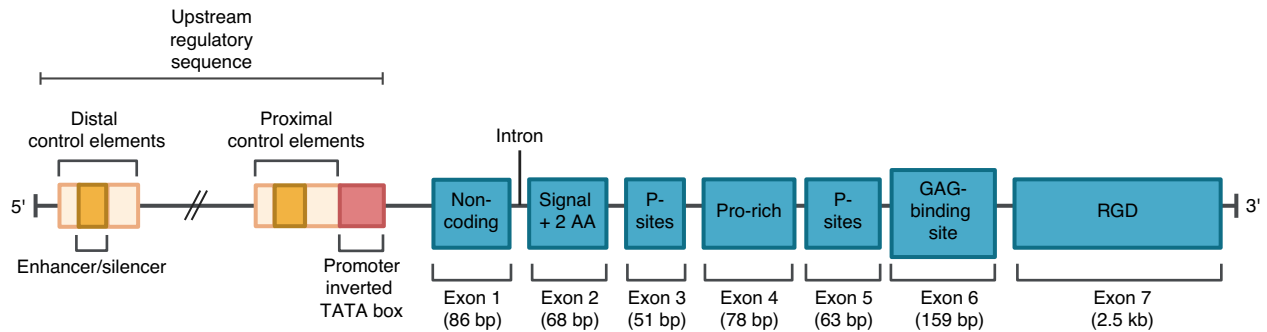 Upstream
regulatory
sequence
Distal
control elements
Proximal
control elements
Intron
5'
Non-
coding
Signal
+ 2 AA
P-
sites
Pro-rich
P-
sites
GAG-
binding
site
RGD
3'
Enhancer/silencer
Promoter
inverted
TATA box
Exon 1
(86 bp)
Exon 2
(68 bp)
Exon 3
(51 bp)
Exon 4
(78 bp)
Exon 5
(63 bp)
Exon 6
(159 bp)
Exon 7
(2.5 kb)